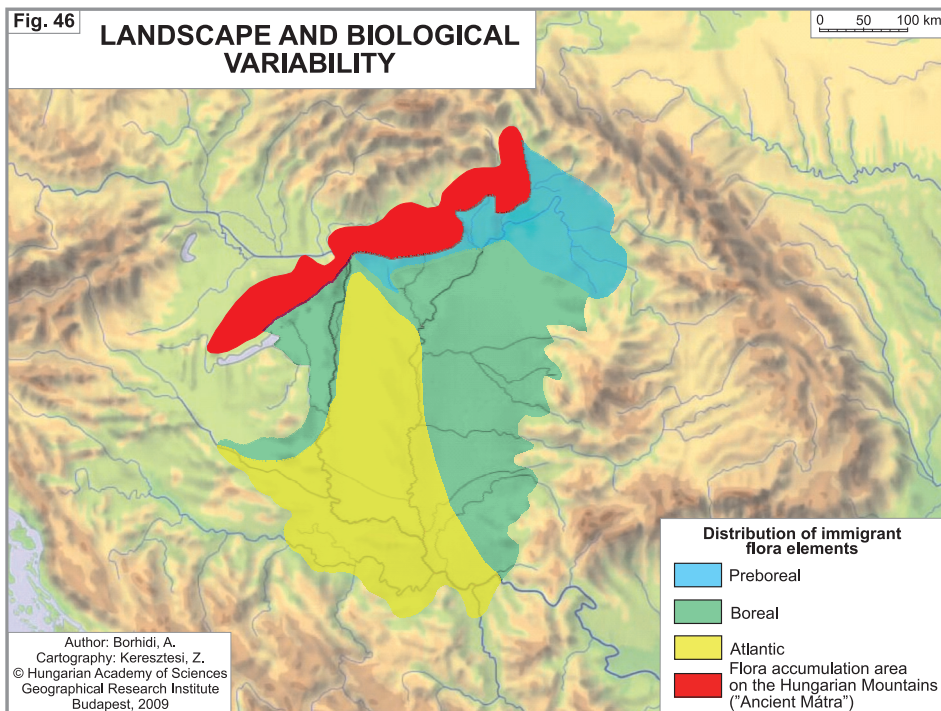 Fig. 46
LANDSCAPE AND BIOLOGICAL
VARIABILITY
0 50 100 km
Distribution of immigrant
flora elements
Preboreal
Boreal
Atlantic
Flora accumulation area
on the Hungarian Mountains
("Ancient Mátra")
Author: Borhidi, A.
Cartography: Keresztesi, Z.
© Hungarian Academy of Sciences
Geographical Research Institute
Budapest, 2009